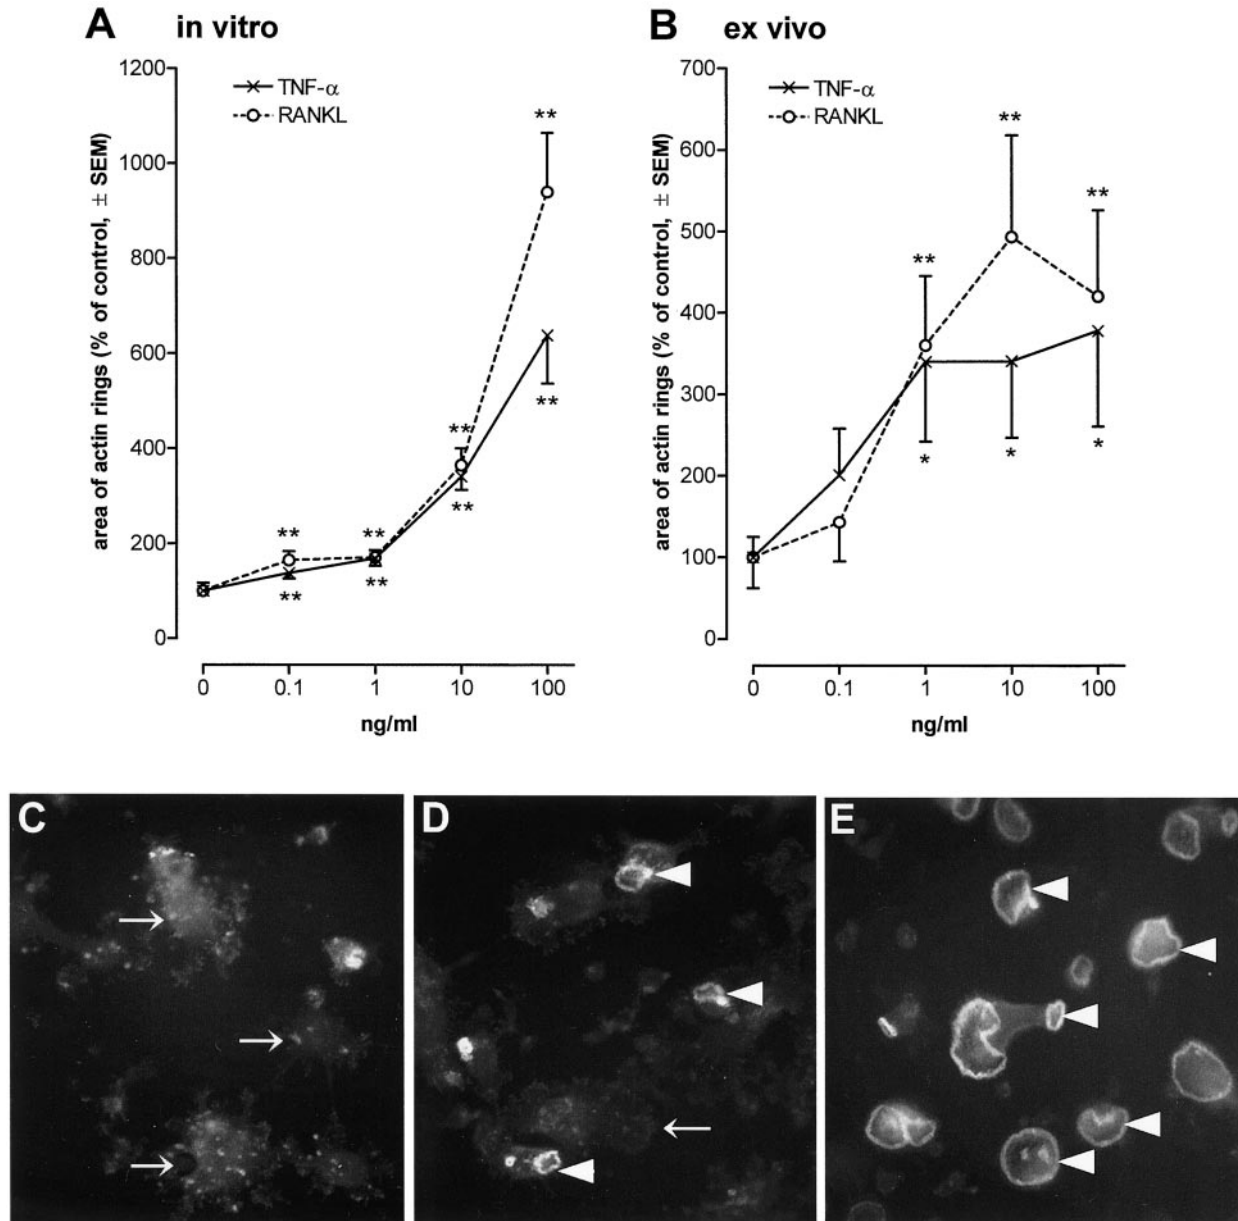 A in vitro
1200
1000
800
600
400
200
0
area of actin rings (% of control, ± SEM)
TNF-α
RANKL
**
**
**
**
**
**
**
**
0 0.1 1 10 100
ng/ml
B ex vivo
700
600
500
400
300
200
100
0
area of actin rings (% of control, ± SEM)
TNF-α
RANKL
**
**
**
*
*
*
0 0.1 1 10 100
ng/ml
C
D
E